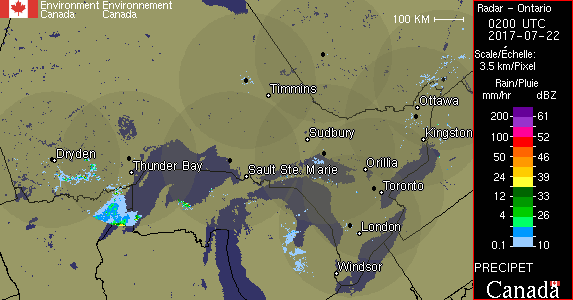 Environment Environnement
Canada Canada
100 KM
Timmins
Ottawa
Sudbury
Kingston
Dryden
Thunder Bay
Sault Ste. Marie
Orillia
Toronto
London
Windsor
Radar - Ontario
0200 UTC
2017-07-22
Scale/Échelle:
3.5 km/Pixel
Rain/Pluie
mm/hr dBZ
200 61
100 52
50 46
24 39
12 33
4 26
0.1 10
PRECIPET
Canada